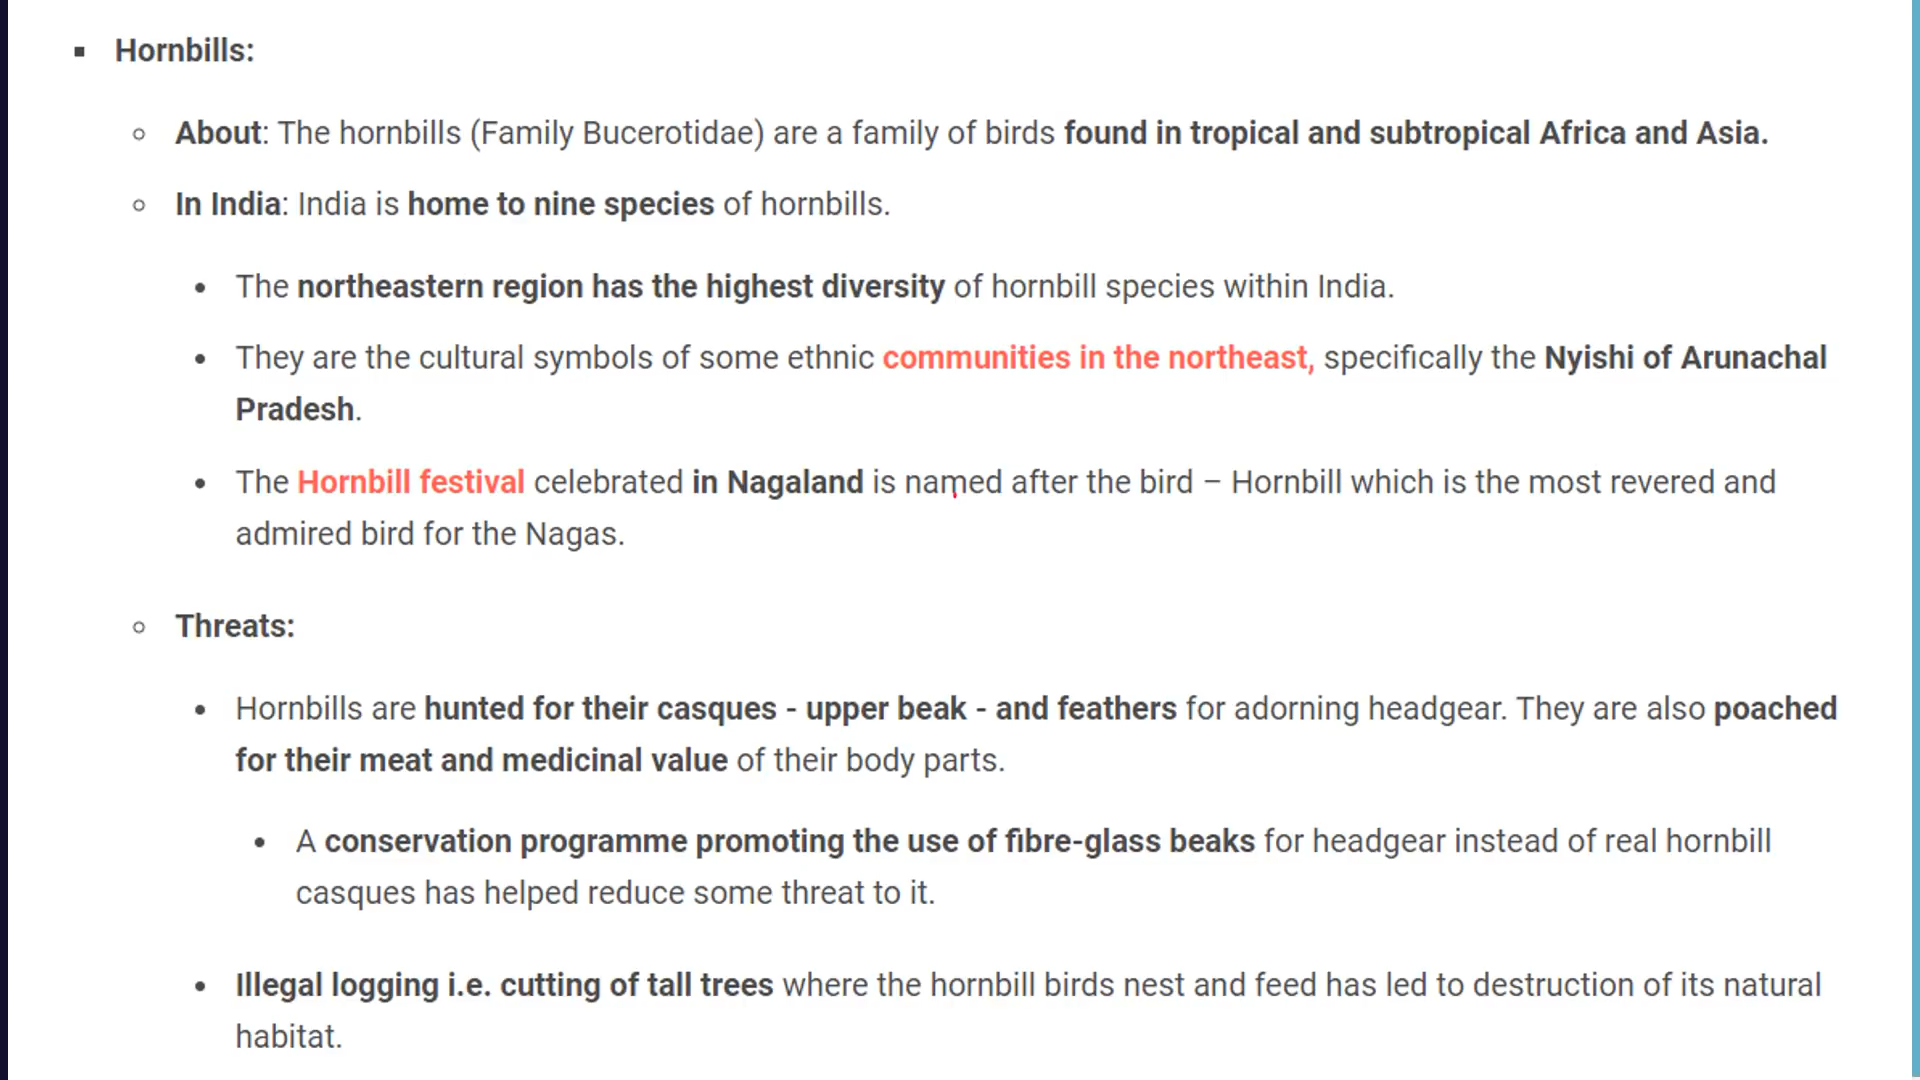 Hornbills:
About: The hornbills (Family Bucerotidae) are a family of birds found in tropical and subtropical Africa and Asia.
In India: India is home to nine species of hornbills.
The northeastern region has the highest diversity of hornbill species within India.
They are the cultural symbols of some ethnic communities in the northeast, specifically the Nyishi of Arunachal
Pradesh.
The Hornbill festival celebrated in Nagaland is named after the bird – Hornbill which is the most revered and
admired bird for the Nagas.
Threats:
Hornbills are hunted for their casques - upper beak - and feathers for adorning headgear. They are also poached
for their meat and medicinal value of their body parts.
A conservation programme promoting the use of fibre-glass beaks for headgear instead of real hornbill
casques has helped reduce some threat to it.
Illegal logging i.e. cutting of tall trees where the hornbill birds nest and feed has led to destruction of its natural
habitat.